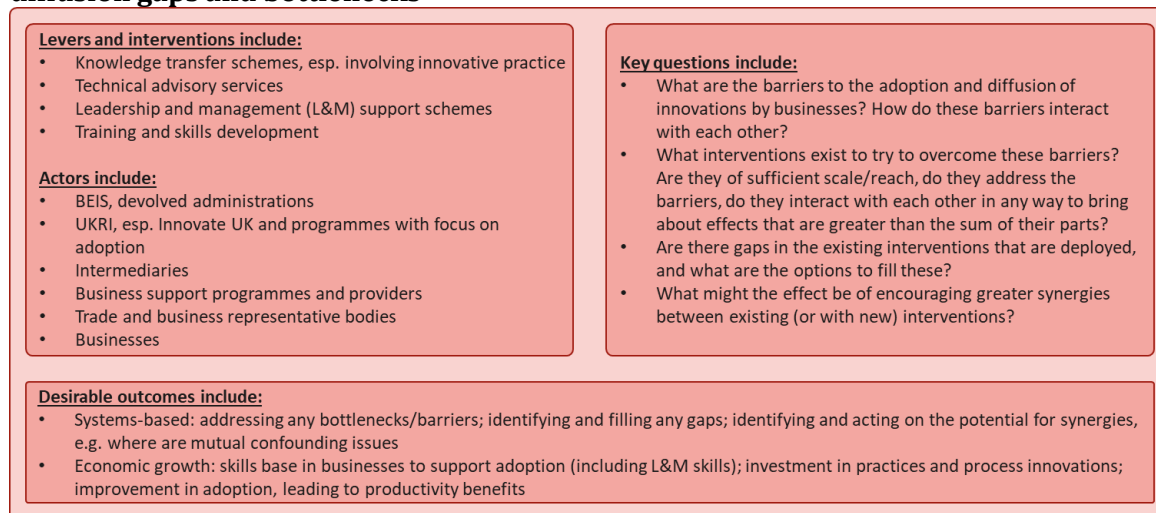 diffusion gaps and bottlenecks
Levers and interventions include:
• Knowledge transfer schemes, esp. involving innovative practice
• Technical advisory services
• Leadership and management (L&M) support schemes
• Training and skills development
Actors include:
• BEIS, devolved administrations
• UKRI, esp. Innovate UK and programmes with focus on
adoption
• Intermediaries
• Business support programmes and providers
• Trade and business representative bodies
• Businesses
Key questions include:
• What are the barriers to the adoption and diffusion of
innovations by businesses? How do these barriers interact
with each other?
• What interventions exist to try to overcome these barriers?
Are they of sufficient scale/reach, do they address the
barriers, do they interact with each other in any way to bring
about effects that are greater than the sum of their parts?
• Are there gaps in the existing interventions that are deployed,
and what are the options to fill these?
• What might the effect be of encouraging greater synergies
between existing (or with new) interventions?
Desirable outcomes include:
• Systems-based: addressing any bottlenecks/barriers; identifying and filling any gaps; identifying and acting on the potential for synergies,
e.g. where are mutual confounding issues
• Economic growth: skills base in businesses to support adoption (including L&M skills); investment in practices and process innovations;
improvement in adoption, leading to productivity benefits